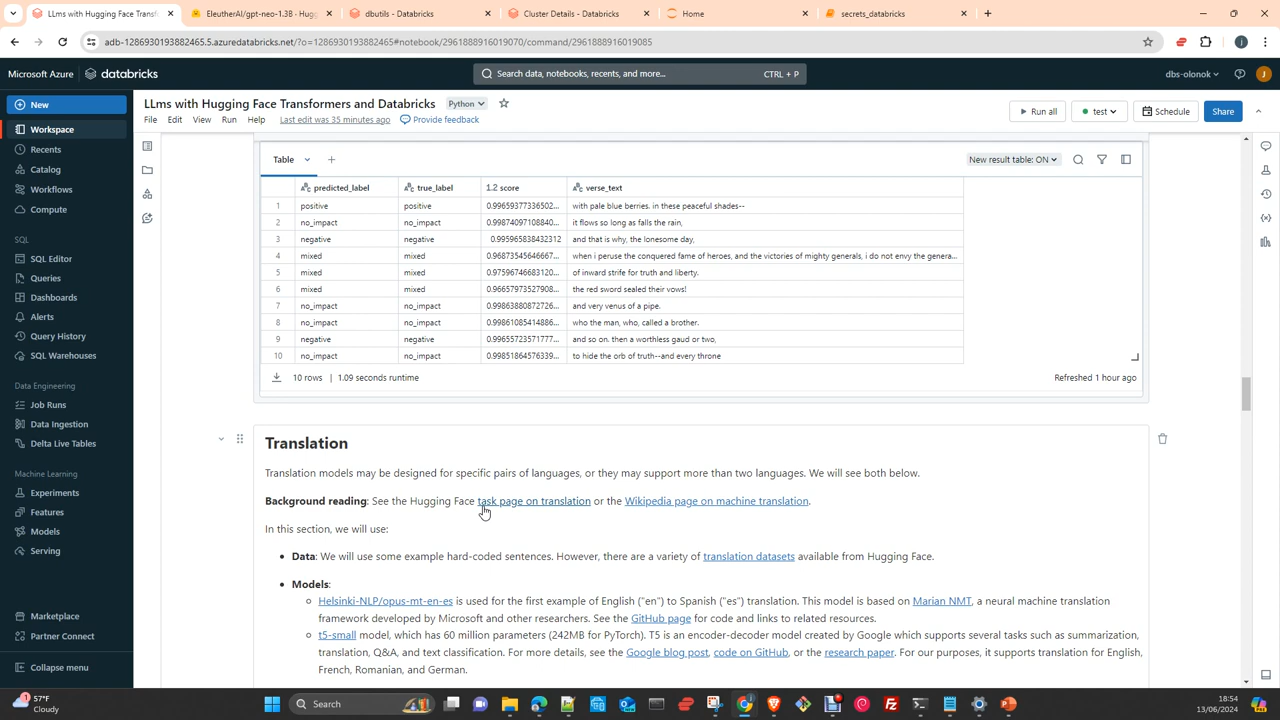 LLms with Hugging Face Transf
EleutherAI/gpt-neo-1.3B - Hugg
dbutils - Databricks
Cluster Details - Databricks
Home
secrets_databricks
adb-1286930193882465.5.azuredatabricks.net/?o=1286930193882465#notebook/2961888916019070/command/2961888916019085
Microsoft Azure
databricks
Search data, notebooks, recents, and more...
CTRL + P
dbs-olonok
J
New
Workspace
Recents
Catalog
Workflows
Compute
SQL
SQL Editor
Queries
Dashboards
Alerts
Query History
SQL Warehouses
Data Engineering
Job Runs
Data Ingestion
Delta Live Tables
Machine Learning
Experiments
Features
Models
Serving
Marketplace
Partner Connect
Collapse menu
LLms with Hugging Face Transformers and Databricks
Python
File Edit View Run Help Last edit was 35 minutes ago Provide feedback
Run all
test
Schedule
Share
Table
New result table: ON
predicted_label true_label 1.2 score verse_text
1 positive positive 0.99659377336502... with pale blue berries. in these peaceful shades--
2 no_impact no_impact 0.99874097108840... it flows so long as falls the rain,
3 negative negative 0.995965838432312 and that is why, the lonesome day,
4 mixed mixed 0.96873545646667... when i peruse the conquered fame of heroes, and the victories of mighty generals, i do not envy the genera...
5 mixed mixed 0.97596746683120... of inward strife for truth and liberty.
6 mixed mixed 0.96657973527908... the red sword sealed their vows!
7 no_impact no_impact 0.99863880872726... and very venus of a pipe.
8 no_impact no_impact 0.99861085414886... who the man, who, called a brother.
9 negative negative 0.99655723571777... and so on. then a worthless gaud or two,
10 no_impact no_impact 0.99851864576339... to hide the orb of truth--and every throne
10 rows | 1.09 seconds runtime
Refreshed 1 hour ago
Translation
Translation models may be designed for specific pairs of languages, or they may support more than two languages. We will see both below.
Background reading: See the Hugging Face task page on translation or the Wikipedia page on machine translation.
In this section, we will use:
Data: We will use some example hard-coded sentences. However, there are a variety of translation datasets available from Hugging Face.
Models:
Helsinki-NLP/opus-mt-en-es is used for the first example of English ("en") to Spanish ("es") translation. This model is based on Marian NMT, a neural machine translation
framework developed by Microsoft and other researchers. See the GitHub page for code and links to related resources.
t5-small model, which has 60 million parameters (242MB for PyTorch). T5 is an encoder-decoder model created by Google which supports several tasks such as summarization,
translation, Q&A, and text classification. For more details, see the Google blog post, code on GitHub, or the research paper. For our purposes, it supports translation for English,
French, Romanian, and German.
57°F
Cloudy
Search
18:54
13/06/2024